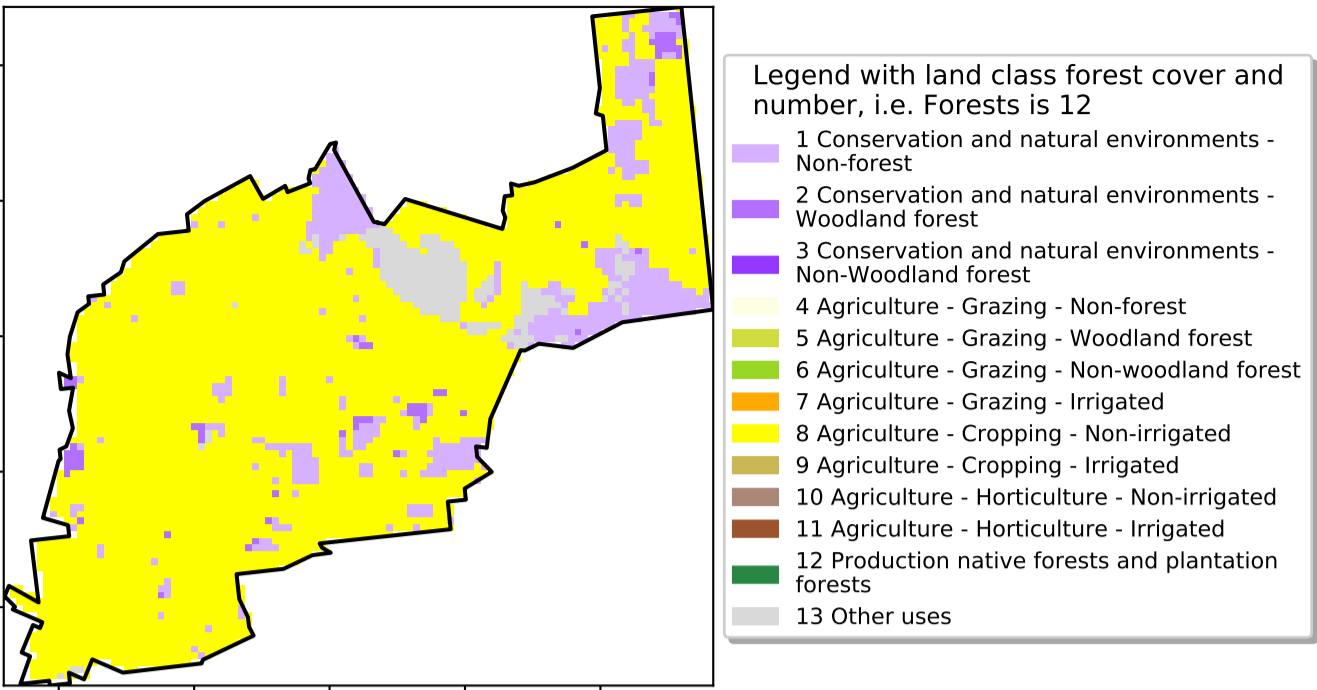 Legend with land class forest cover and
number, i.e. Forests is 12
1 Conservation and natural environments -
Non-forest
2 Conservation and natural environments -
Woodland forest
3 Conservation and natural environments -
Non-Woodland forest
4 Agriculture - Grazing - Non-forest
5 Agriculture - Grazing - Woodland forest
6 Agriculture - Grazing - Non-woodland forest
7 Agriculture - Grazing - Irrigated
8 Agriculture - Cropping - Non-irrigated
9 Agriculture - Cropping - Irrigated
10 Agriculture - Horticulture - Non-irrigated
11 Agriculture - Horticulture - Irrigated
12 Production native forests and plantation
forests
13 Other uses